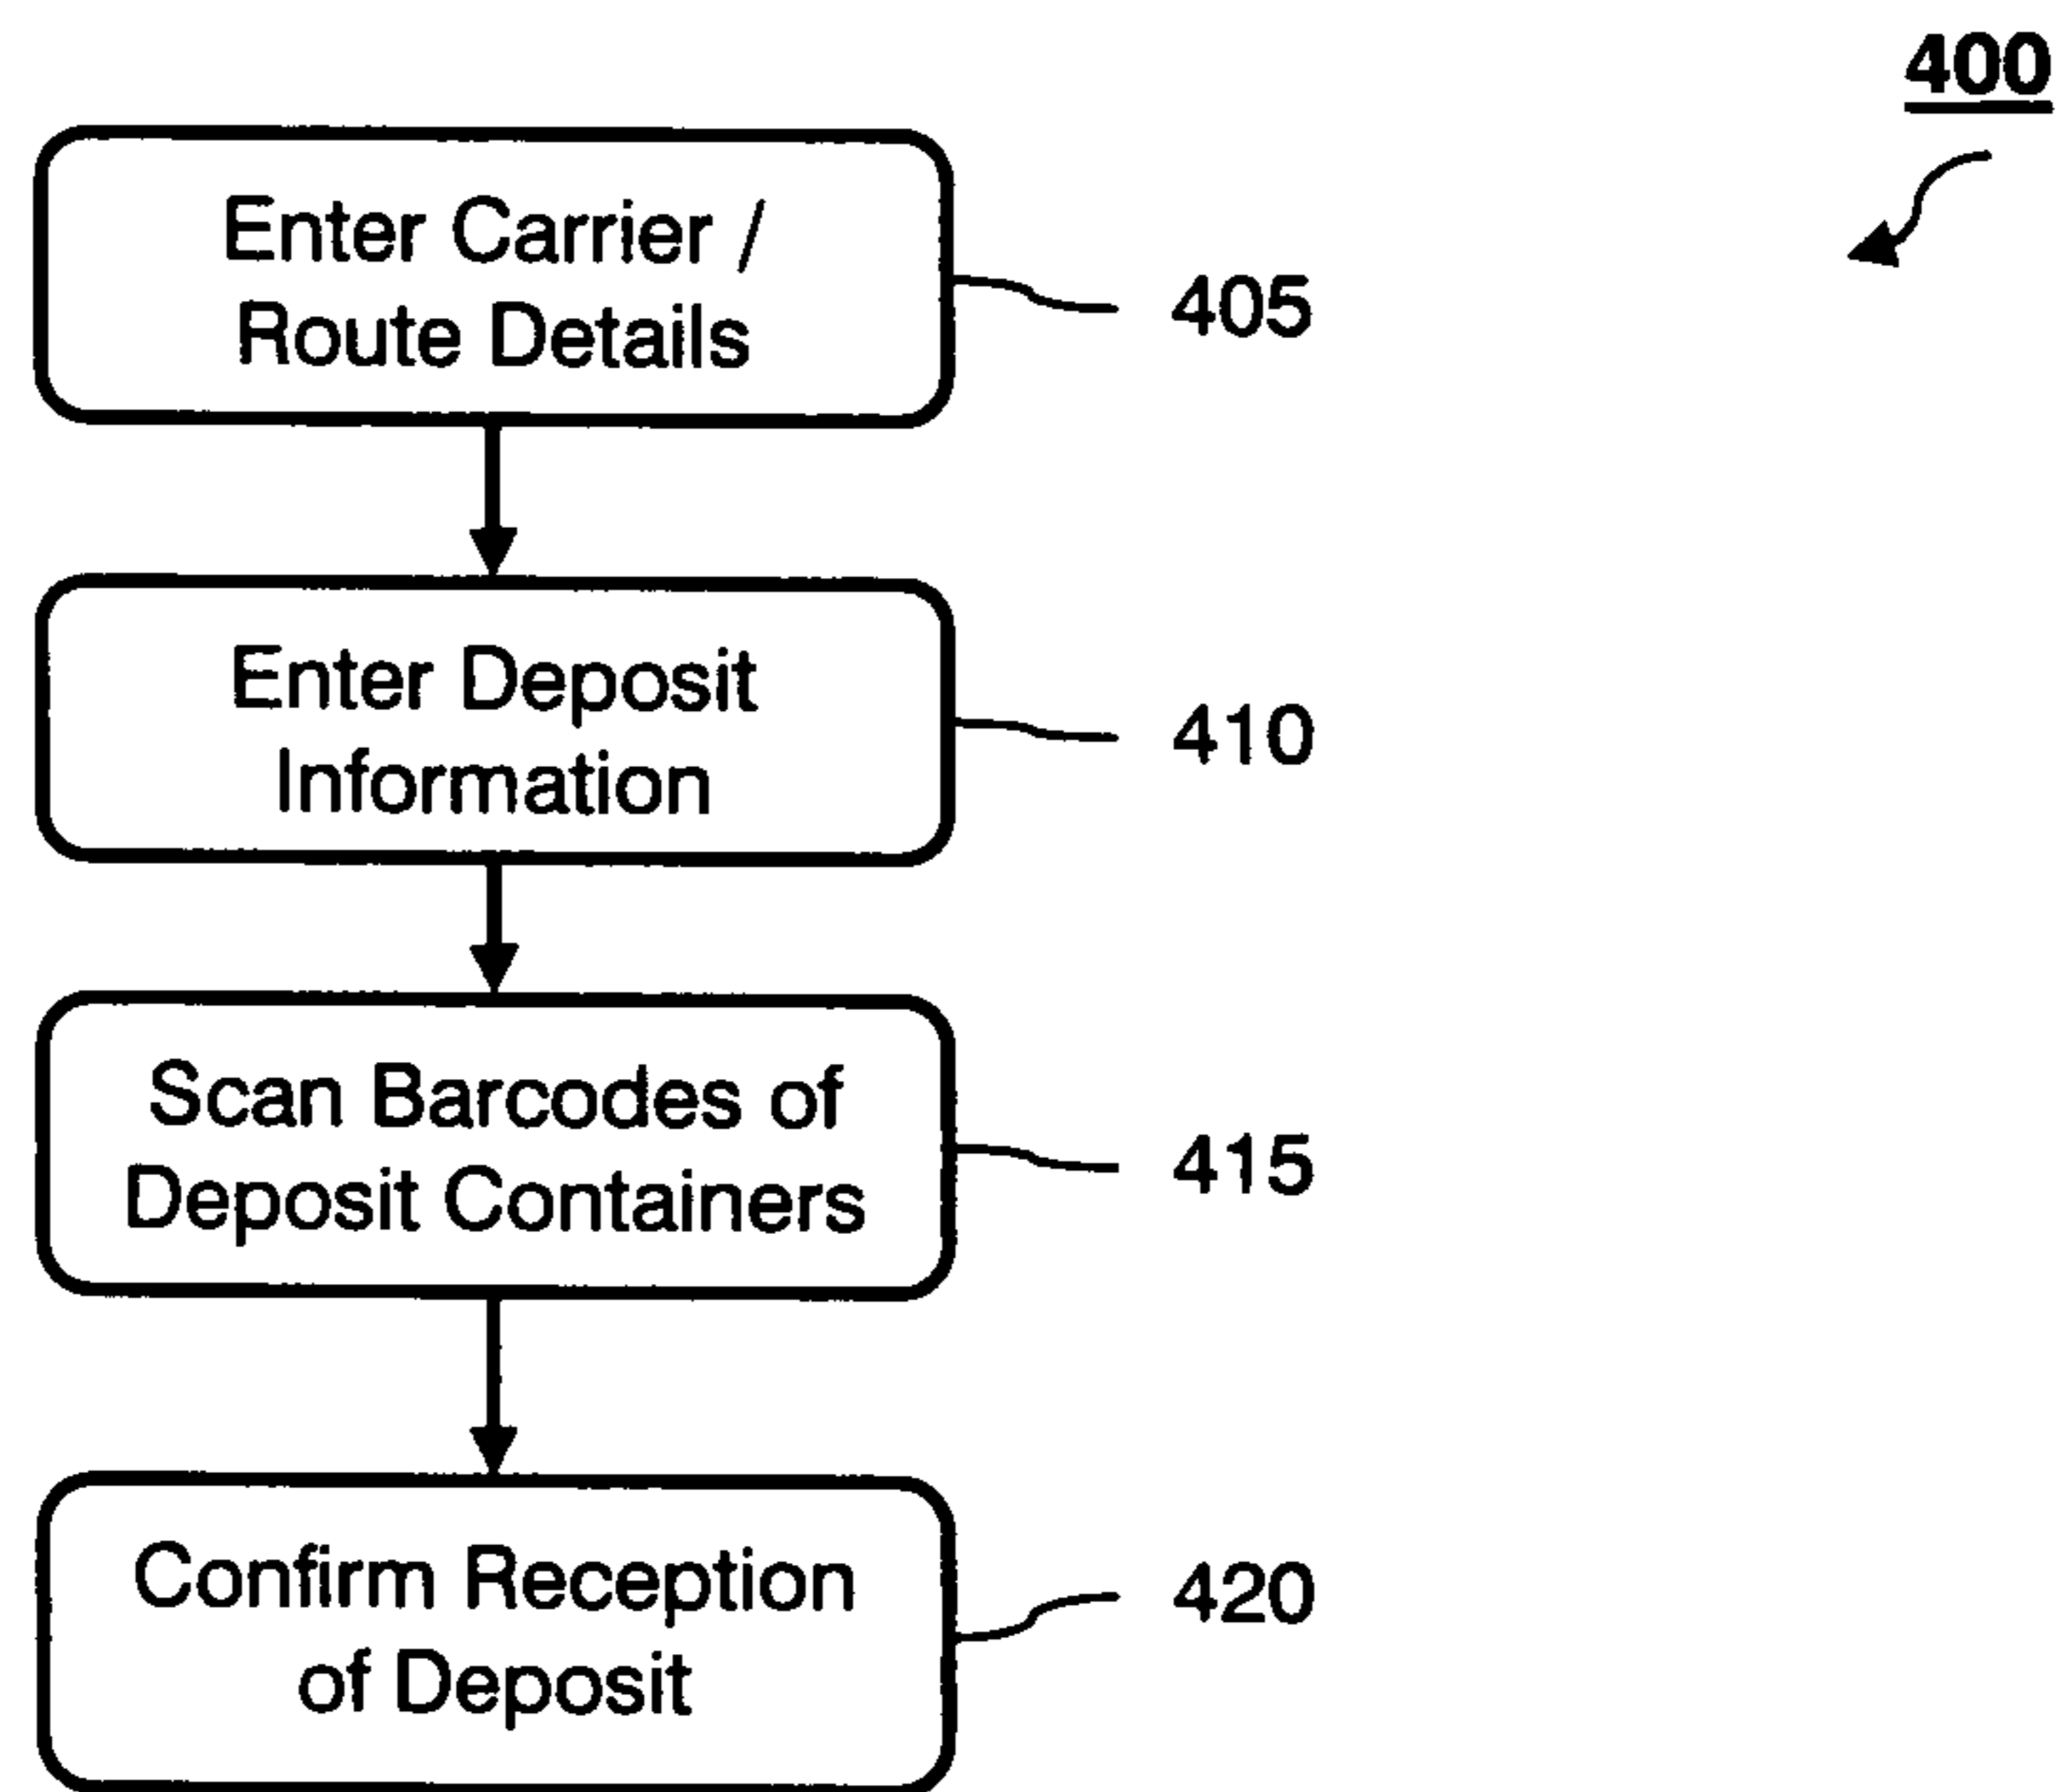 400
Enter Carrier /
Route Details
405
Enter Deposit
Information
410
Scan Barcodes of
Deposit Containers
415
Confirm Reception
of Deposit
420